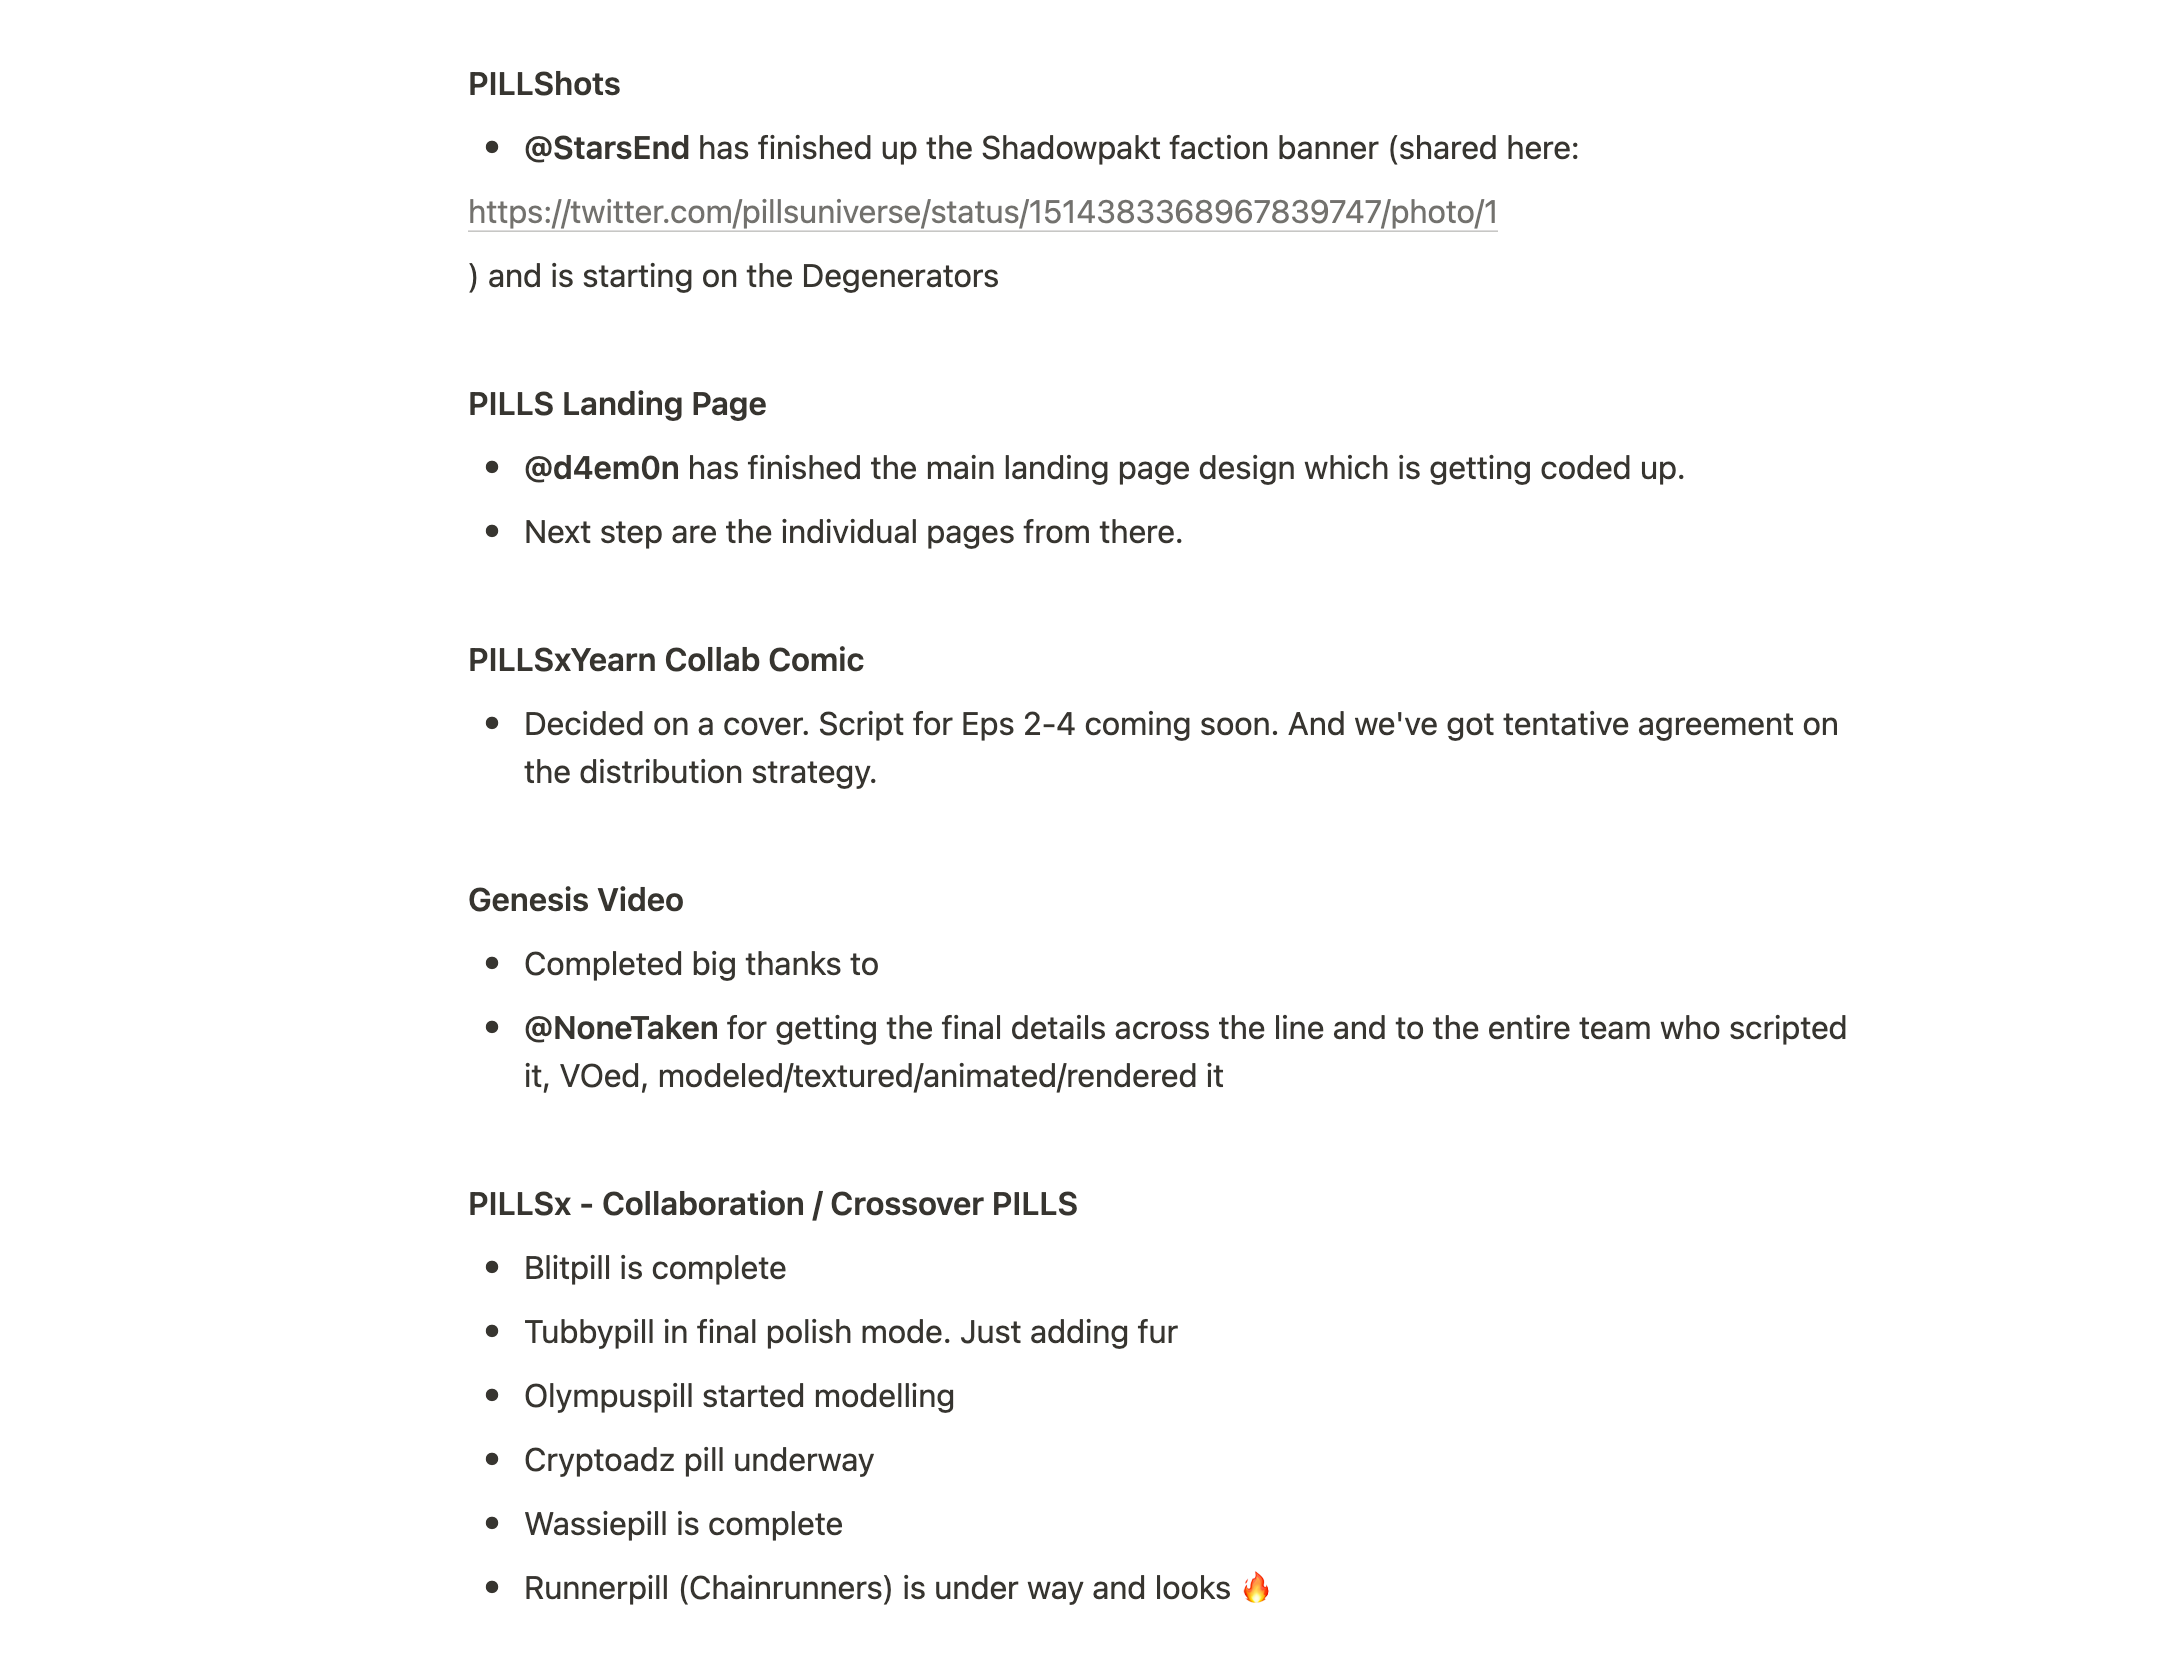 PILLShots
• @StarsEnd has finished up the Shadowpakt faction banner (shared here:
https://twitter.com/pillsuniverse/status/1514383368967839747/photo/1
) and is starting on the Degenerators
PILLS Landing Page
• @d4em0n has finished the main landing page design which is getting coded up.
• Next step are the individual pages from there.
PILLSxYearn Collab Comic
• Decided on a cover. Script for Eps 2-4 coming soon. And we've got tentative agreement on
the distribution strategy.
Genesis Video
• Completed big thanks to
• @NoneTaken for getting the final details across the line and to the entire team who scripted
it, VOed, modeled/textured/animated/rendered it
PILLSx - Collaboration / Crossover PILLS
• Blitpill is complete
• Tubbypill in final polish mode. Just adding fur
• Olympuspill started modelling
• Cryptoadz pill underway
• Wassiepill is complete
• Runnerpill (Chainrunners) is under way and looks 🔥